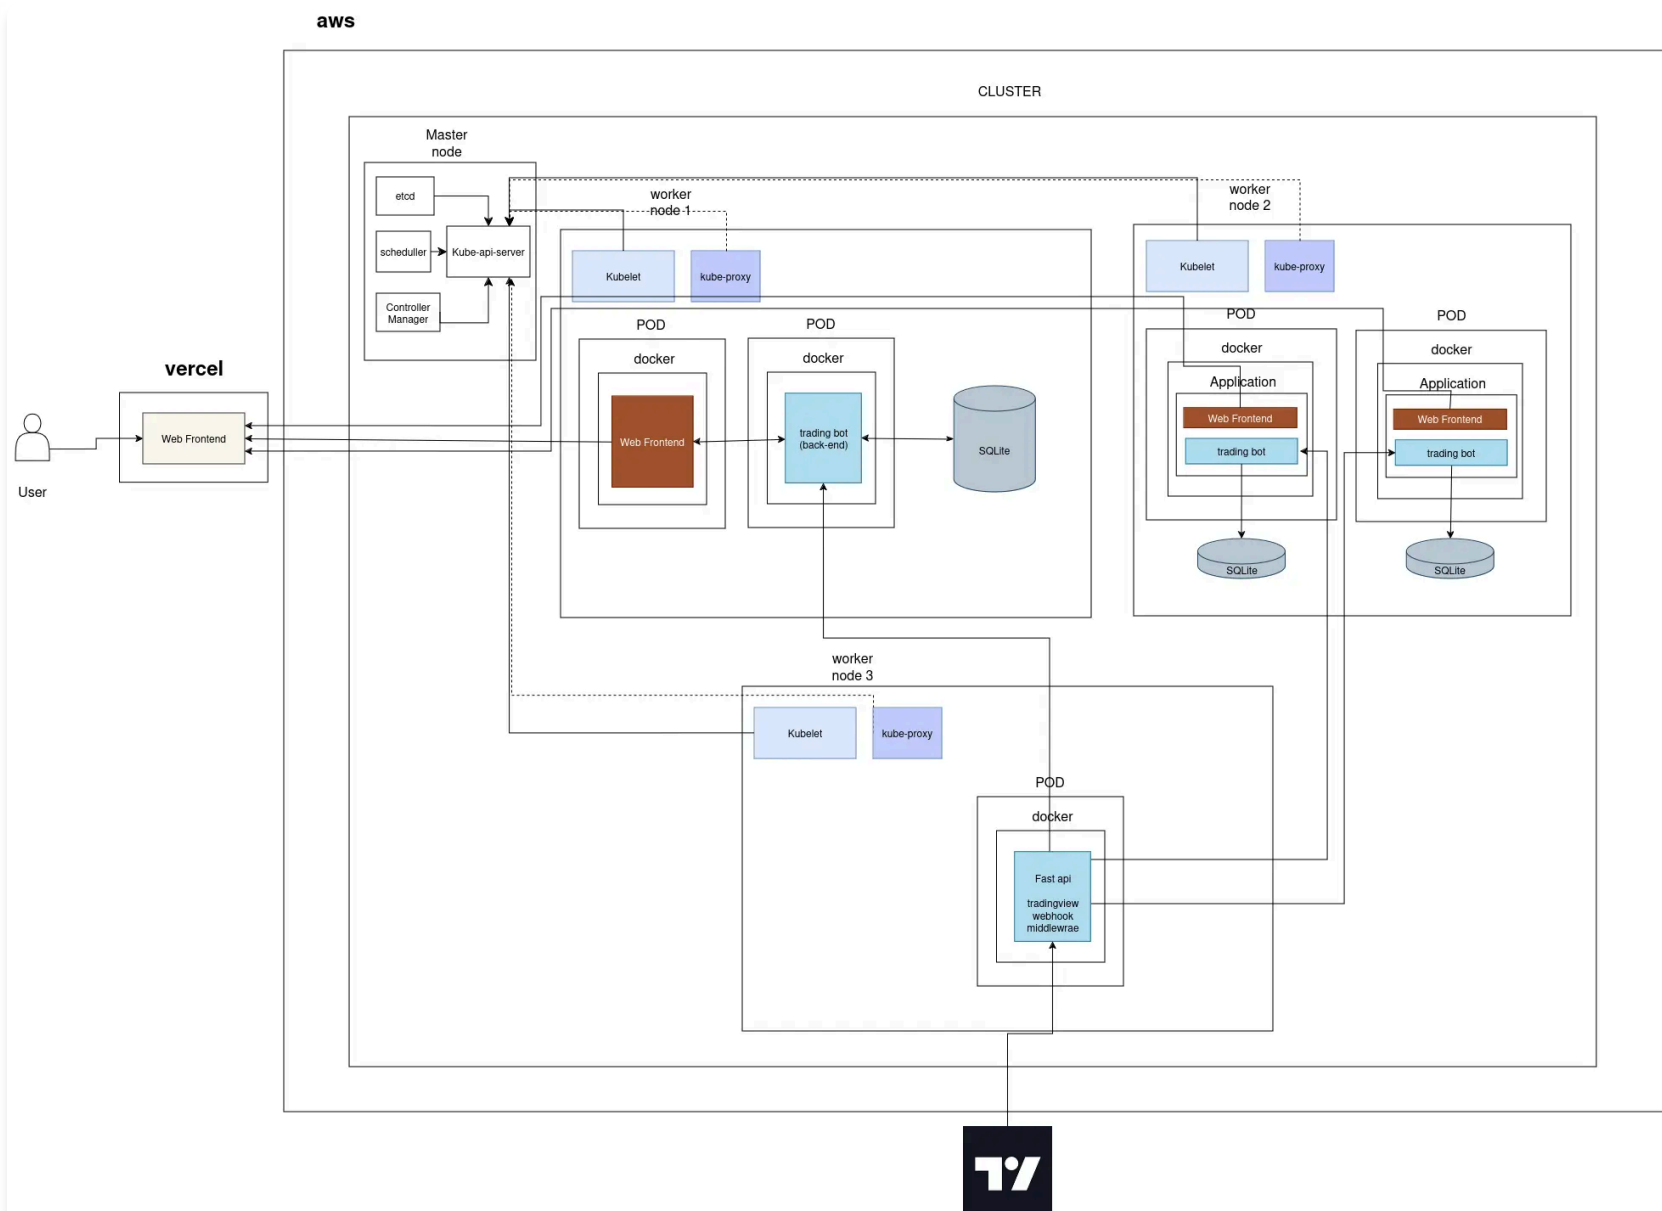 aws
CLUSTER
Master
node
etcd
scheduller
Kube-api-server
Controller
Manager
worker
node 1
Kubelet
kube-proxy
worker
node 2
Kubelet
kube-proxy
vercel
Web Frontend
User
POD
docker
Web Frontend
POD
docker
trading bot
(back-end)
SQLite
POD
docker
Application
Web Frontend
trading bot
SQLite
POD
docker
Application
Web Frontend
trading bot
SQLite
worker
node 3
Kubelet
kube-proxy
POD
docker
Fast api
tradingview
webhook
middlewrae